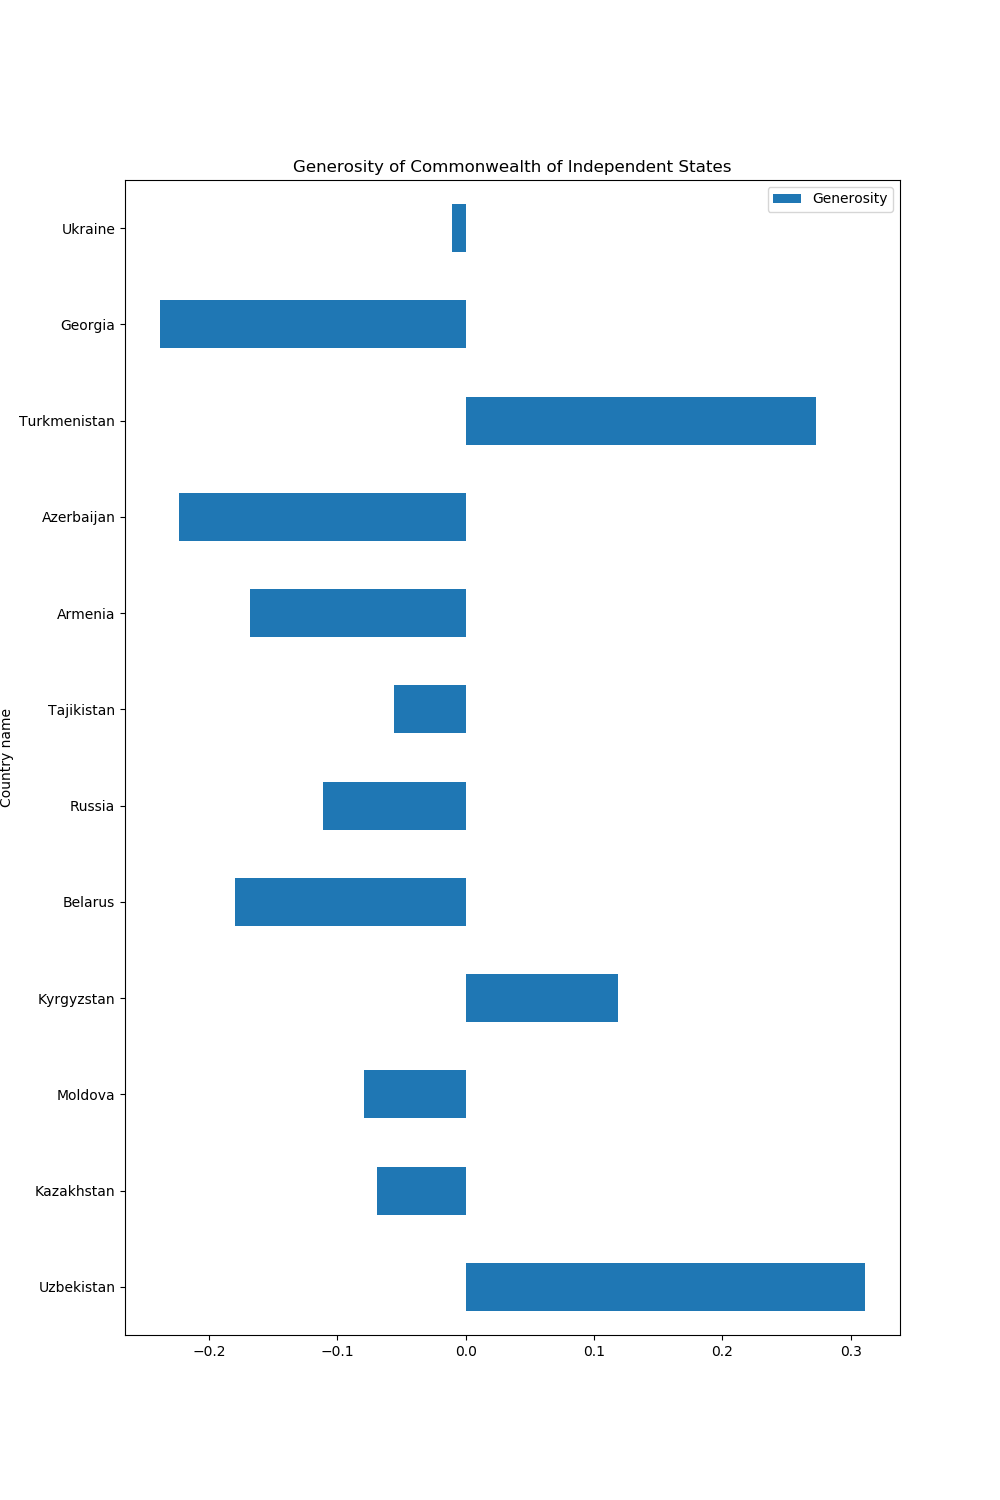 Generosity of Commonwealth of Independent States
Generosity
Ukraine
Georgia
Turkmenistan
Azerbaijan
Armenia
Tajikistan
Russia
Belarus
Kyrgyzstan
Moldova
Kazakhstan
Uzbekistan
Country name
−0.2 −0.1 0.0 0.1 0.2 0.3